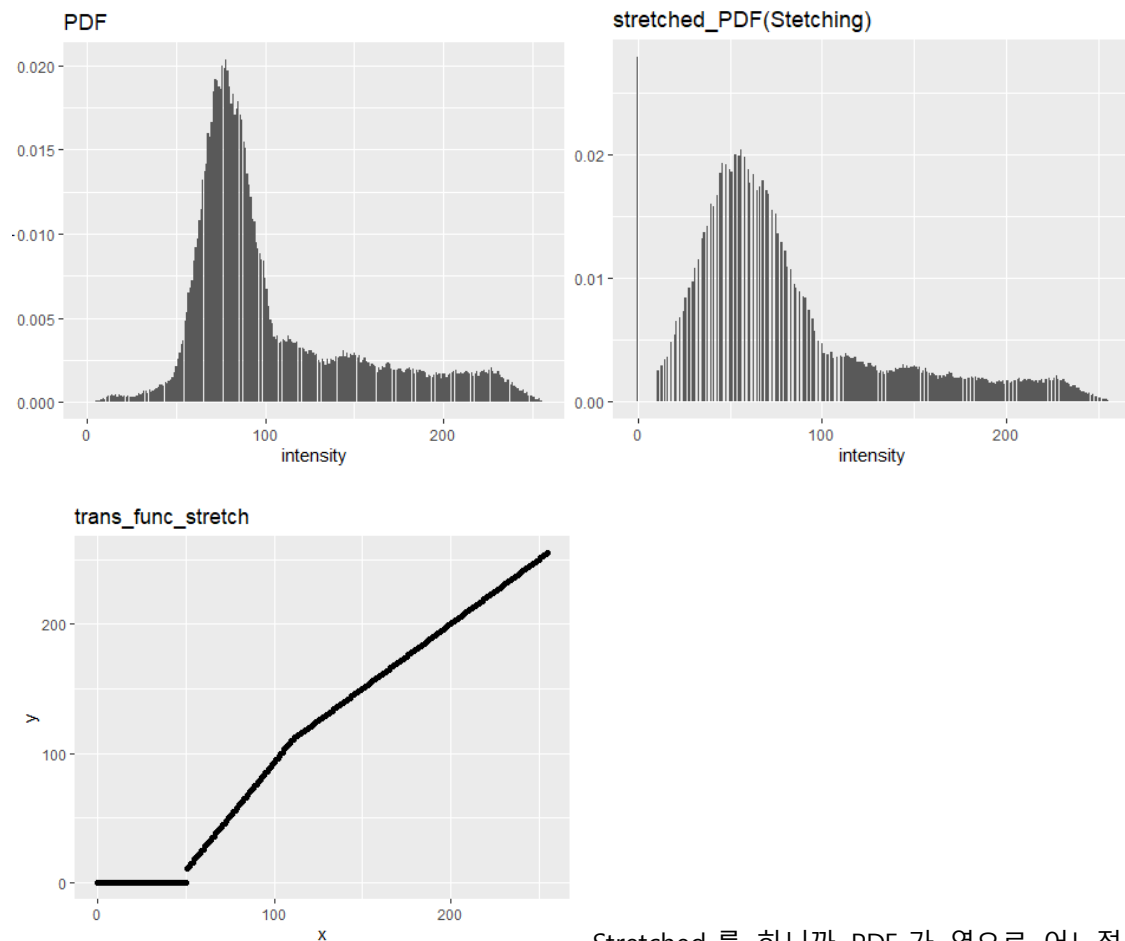 PDF
stretched_PDF(Stetching)
0.020
0.015
0.010
0.005
0.000
0
100
200
intensity
0.02
0.01
0.00
0
100
200
intensity
trans_func_stretch
y
200
100
0
0
100
200
x
Stretched 를 하니까 PDF 가 옆으로 어느정